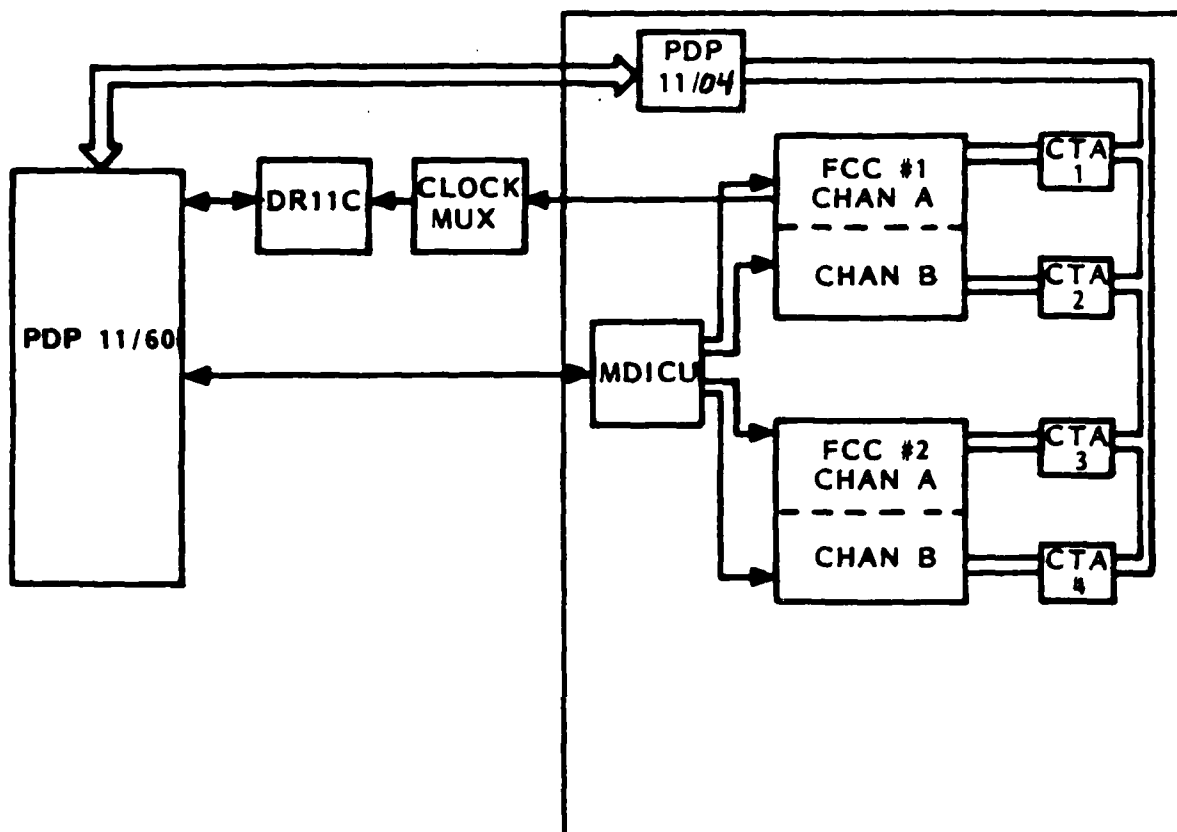 PDP
11/04
FCC #1
CHAN A
CTA
1
DR11C
CLOCK
MUX
CHAN B
CTA
2
PDP 11/60
MDICU
FCC #2
CHAN A
CTA
3
CHAN B
CTA
4